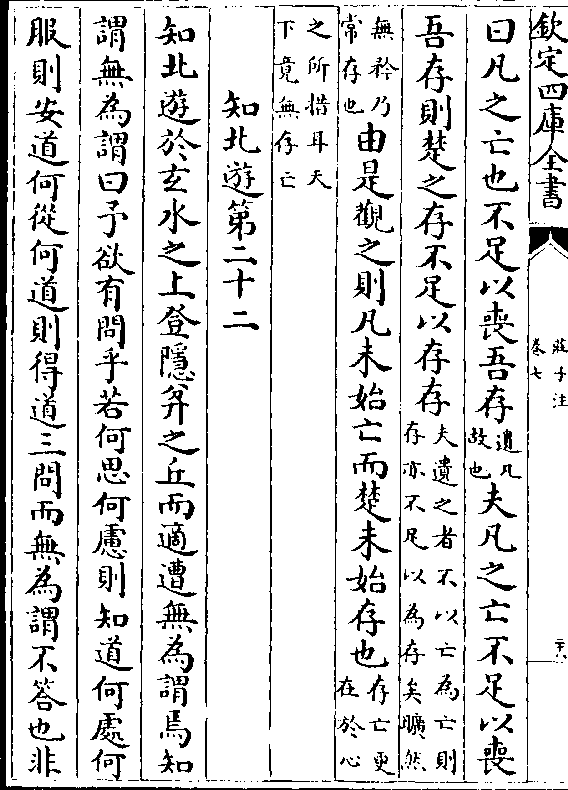 欽定四庫全書
莊子注
卷七
二十八
曰凡之亡也不足以喪吾存
遺凡
故也
夫凡之亡不足以喪
吾存則楚之存不足以存存
夫遺之者不以亡為亡則
存亦不足以為存矣曠然
無矜乃
常存也
由是觀之則凡未始亡而楚未始存也
存亡更
在於心
之所措耳天
下竟無存亡
知北遊第二十二
知北遊於玄水之上登隱弅之丘而適遭無為謂焉知
謂無為謂曰予欲有問乎若何思何慮則知道何處何
服則安道何從何道則得道三問而無為謂不答也非